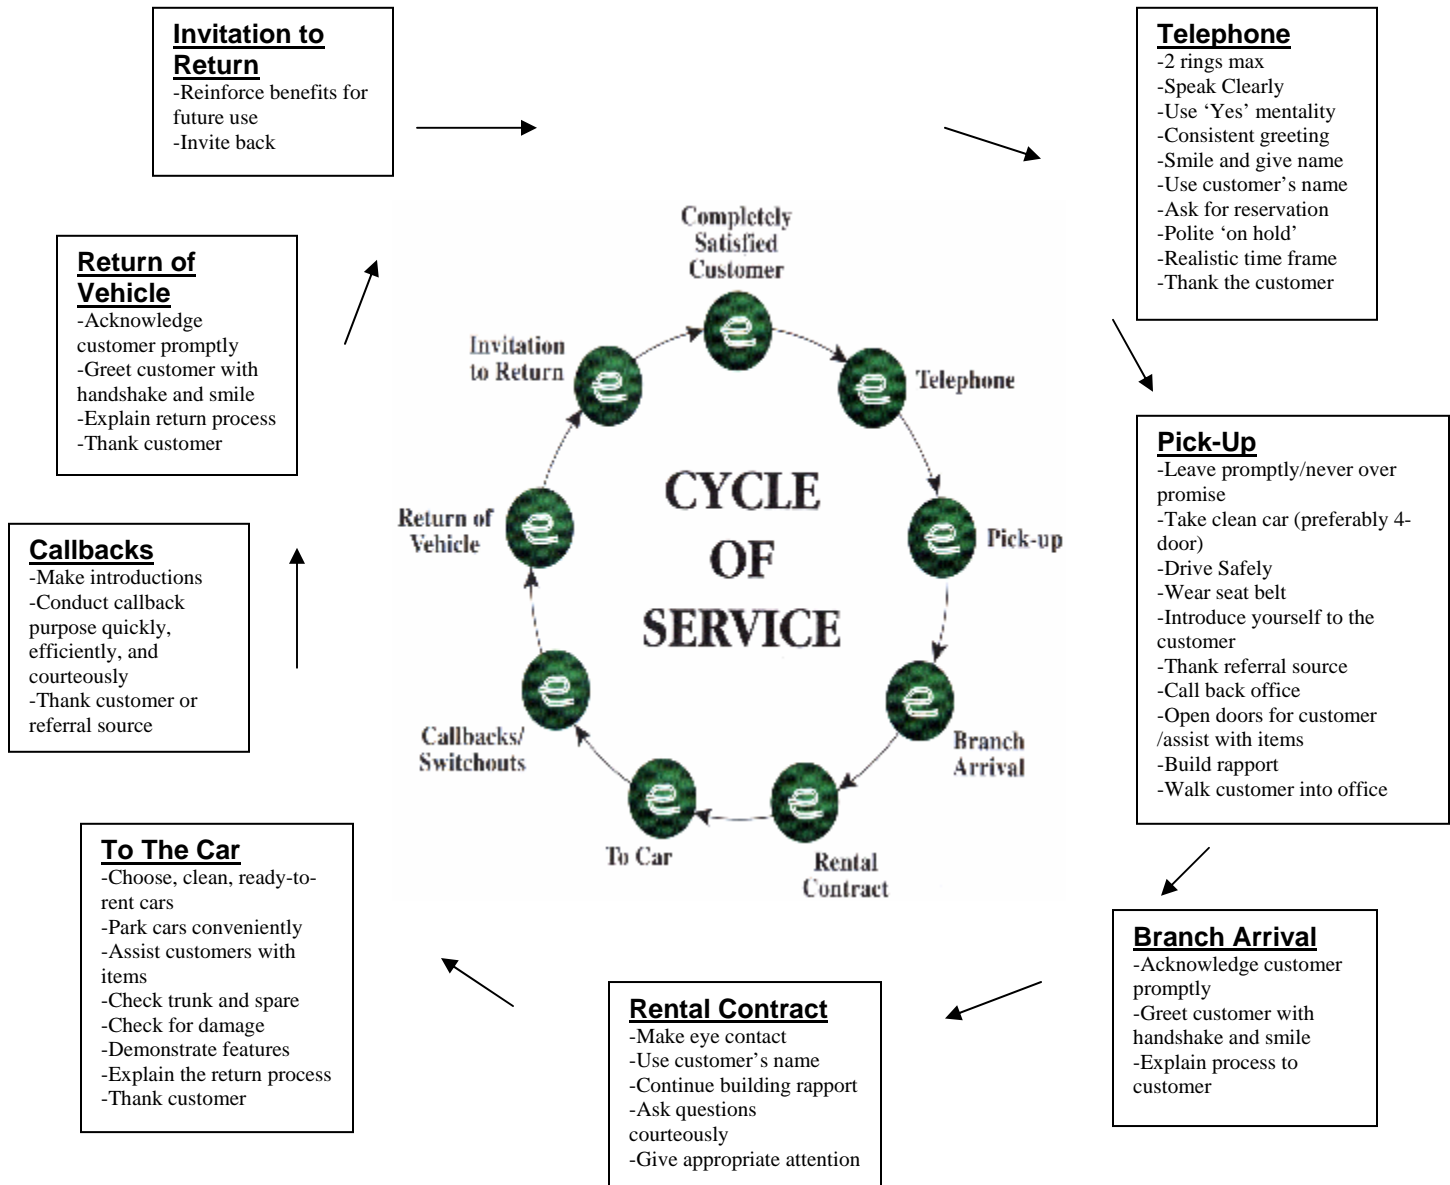 Invitation to
Return
-Reinforce benefits for
future use
-Invite back
Telephone
-2 rings max
-Speak Clearly
-Use ‘Yes’ mentality
-Consistent greeting
-Smile and give name
-Use customer’s name
-Ask for reservation
-Polite ‘on hold’
-Realistic time frame
-Thank the customer
Pick-Up
-Leave promptly/never over
promise
-Take clean car (preferably 4-
door)
-Drive Safely
-Wear seat belt
-Introduce yourself to the
customer
-Thank referral source
-Call back office
-Open doors for customer
/assist with items
-Build rapport
-Walk customer into office
Branch Arrival
-Acknowledge customer
promptly
-Greet customer with
handshake and smile
-Explain process to
customer
Rental Contract
-Make eye contact
-Use customer’s name
-Continue building rapport
-Ask questions
courteously
-Give appropriate attention
To The Car
-Choose, clean, ready-to-
rent cars
-Park cars conveniently
-Assist customers with
items
-Check trunk and spare
-Check for damage
-Demonstrate features
-Explain the return process
-Thank customer
Callbacks
-Make introductions
-Conduct callback
purpose quickly,
efficiently, and
courteously
-Thank customer or
referral source
Return of
Vehicle
-Acknowledge
customer promptly
-Greet customer with
handshake and smile
-Explain return process
-Thank customer
CYCLE
OF
SERVICE
Completely
Satisfied
Customer
e
Telephone
e
Pick-up
e
Branch
Arrival
e
Rental
Contract
e
To Car
e
Callbacks/
Switchouts
e
Return of
Vehicle
e
Invitation
to Return
e